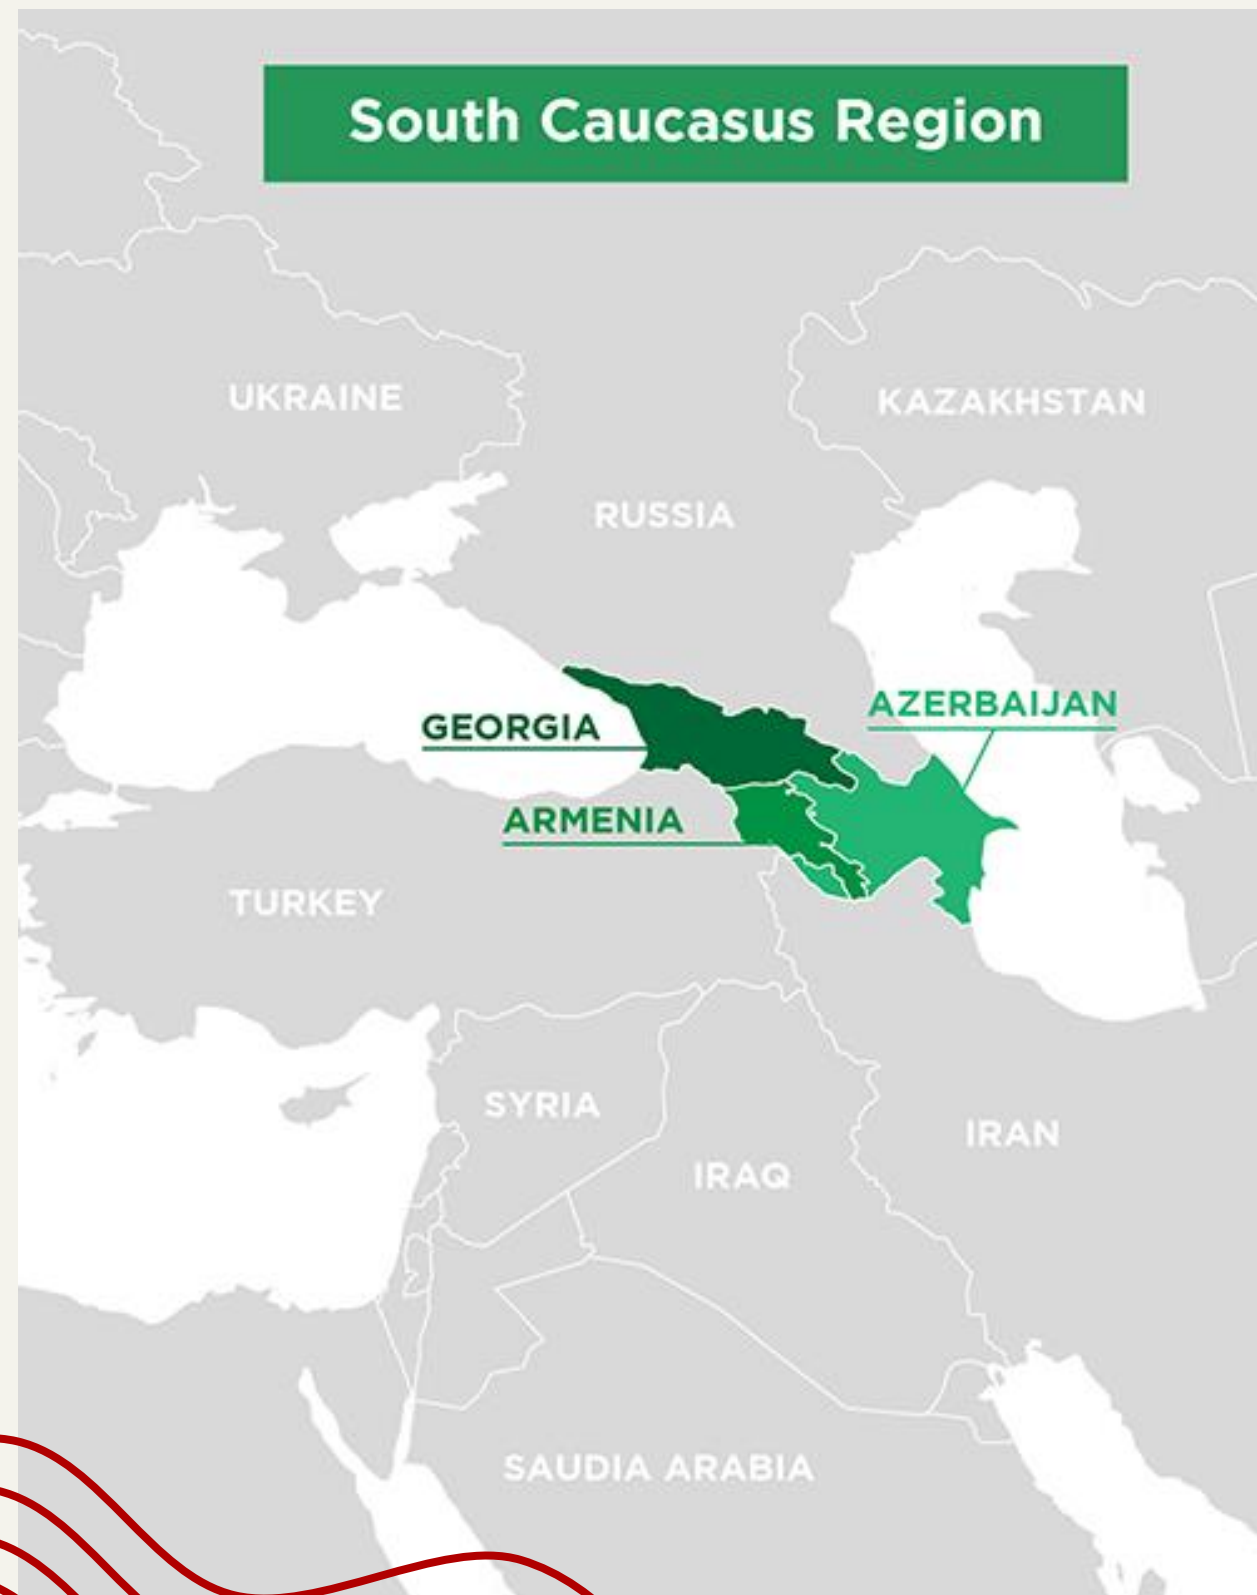 South Caucasus Region
UKRAINE
KAZAKHSTAN
RUSSIA
AZERBAIJAN
GEORGIA
ARMENIA
TURKEY
SYRIA
IRAN
IRAQ
SAUDIA ARABIA